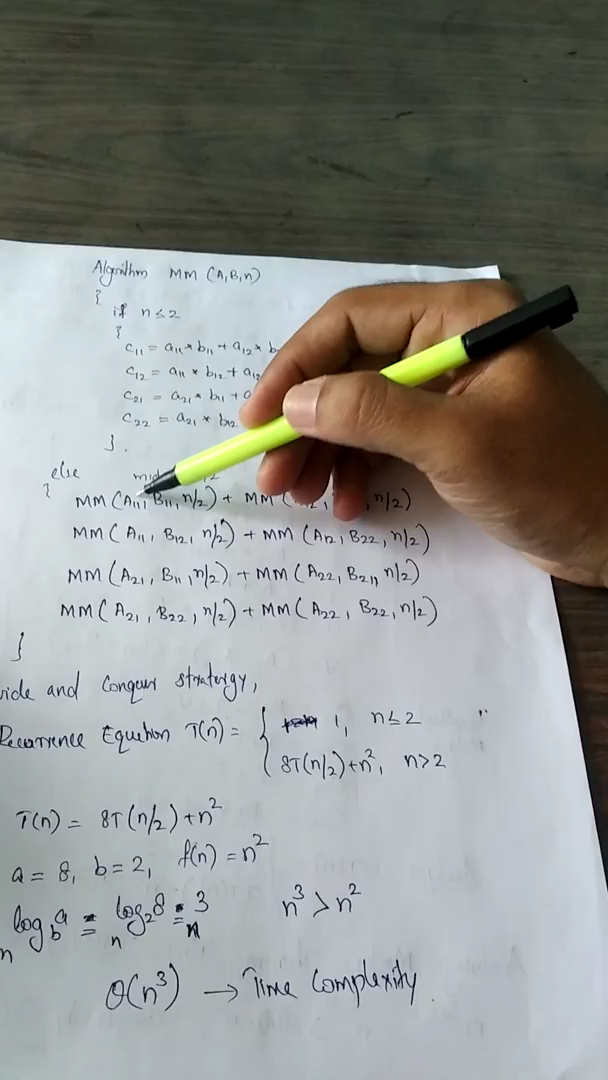 Algorithm MM (A,B,n)
{
if n ≤ 2
{
c11 = a11 * b11 + a12 * b
c12 = a11 * b12 + a12
c21 = a21 * b11 + a
c22 = a21 * b12
}.
else
{
MM (A11, B11, n/2) + MM ( , n/2)
MM ( A11, B12, n/2 ) + MM (A12, B22, n/2)
MM ( A21, B11, n/2) + MM ( A22, B21, n/2)
MM ( A21, B22, n/2) + MM ( A22, B22, n/2)
}
vide and Conquer stratergy,
Recurrence Equation T(n) = { 1, n ≤ 2
8T(n/2)+n², n>2
T(n) = 8T(n/2) + n²
a = 8, b = 2, f(n) = n²
n log_b a = n log_2 8 = n 3 n³ > n²
θ(n³) → Time Complexity.